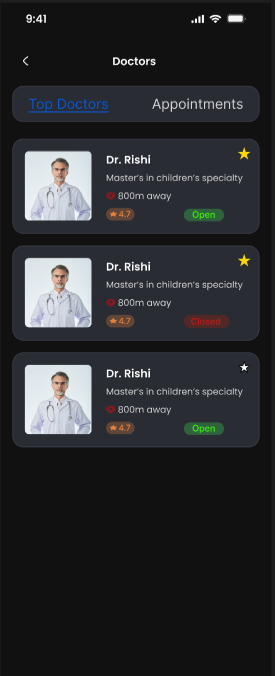 9:41
Doctors
Top Doctors Appointments
Dr. Rishi
Master's in children's specialty
800m away
4.7 Open
Dr. Rishi
Master's in children's specialty
800m away
4.7 Closed
Dr. Rishi
Master's in children's specialty
800m away
4.7 Open